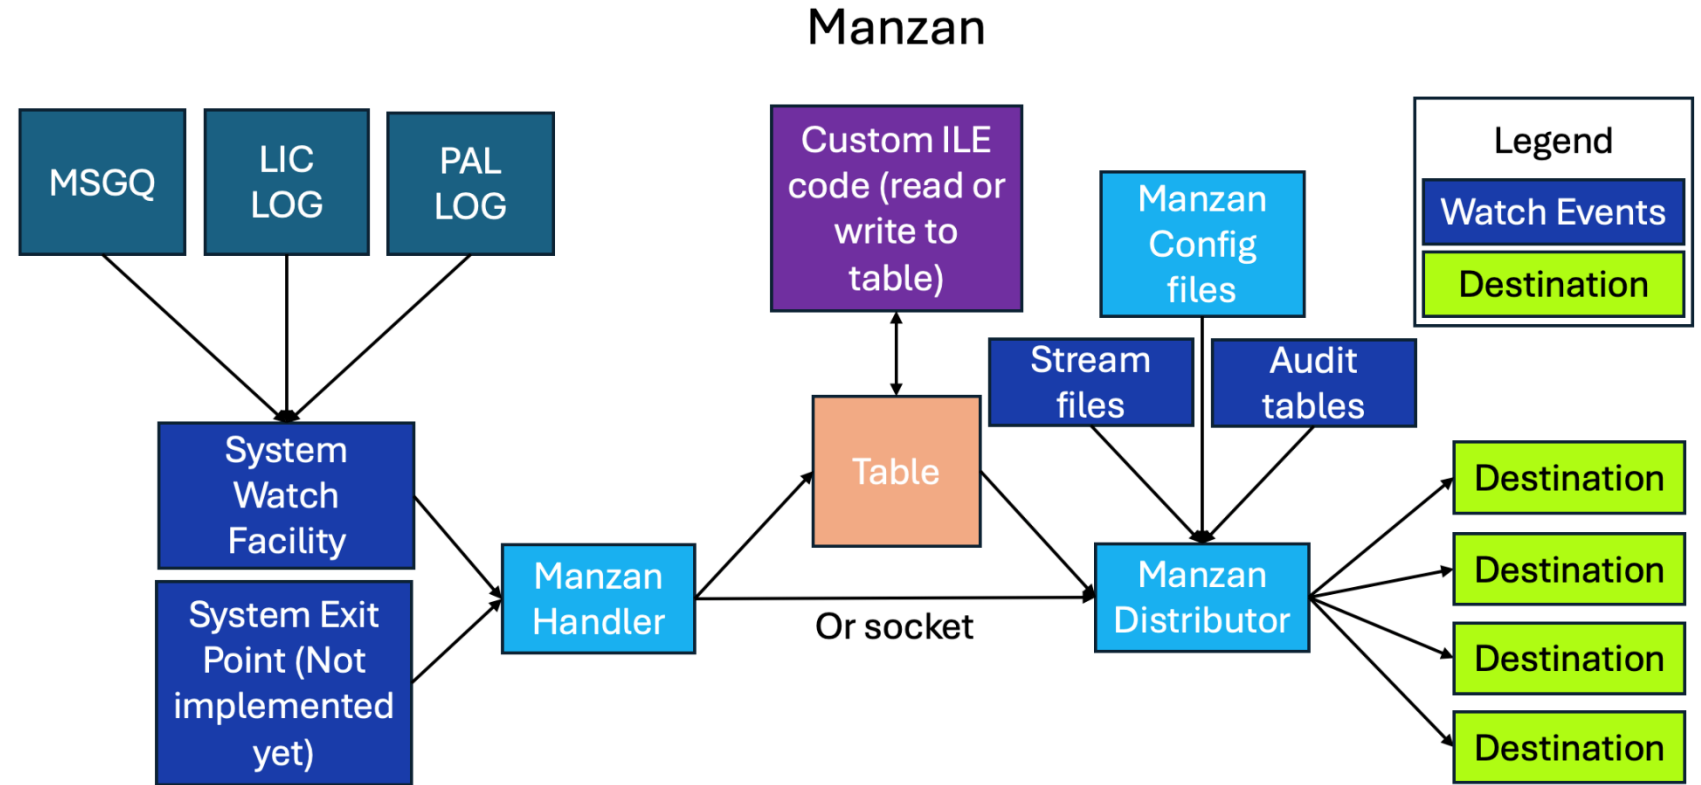 Manzan
MSGQ
LIC
LOG
PAL
LOG
Custom ILE
code (read or
write to
table)
Manzan
Config
files
Legend
Watch Events
Destination
Stream
files
Audit
tables
System
Watch
Facility
Table
System Exit
Point (Not
implemented
yet)
Manzan
Handler
Or socket
Manzan
Distributor
Destination
Destination
Destination
Destination